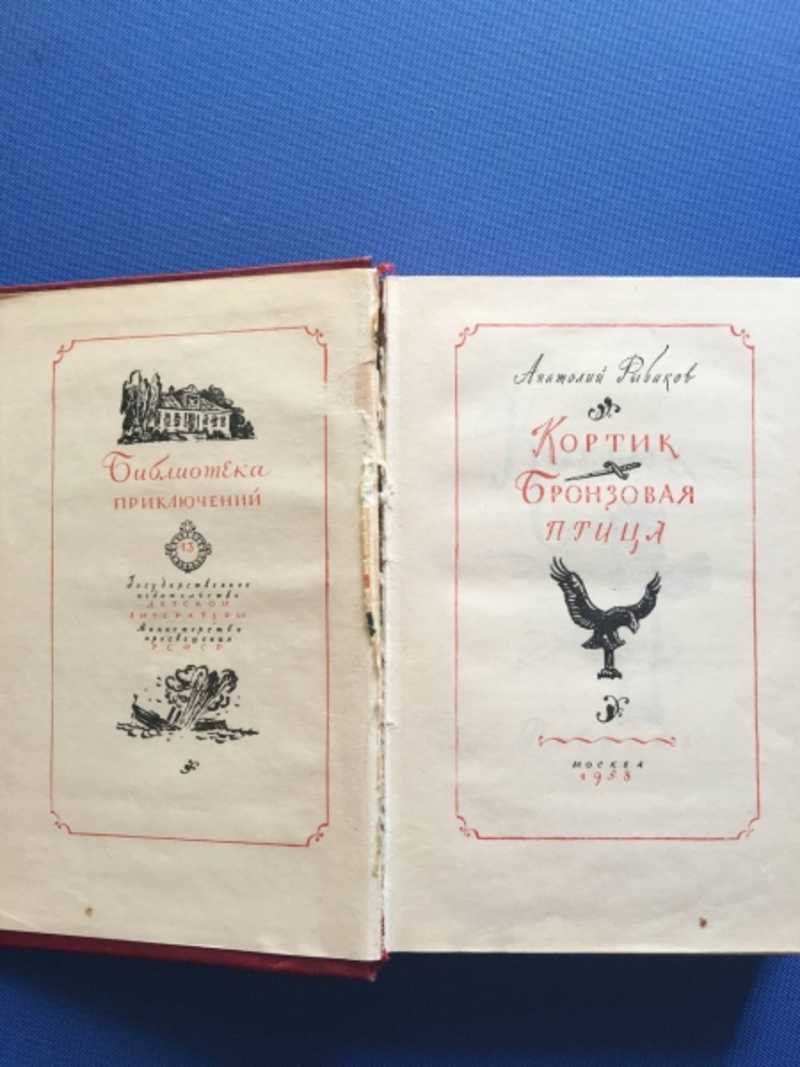 Библиотека
ПРИКЛЮЧЕНИЙ
13
Государственное
издательство
ДЕТСКОЙ
ЛИТЕРАТУРЫ
Министерства
просвещения
РСФСР
Анатолий Рыбаков
КОРТИК
БРОНЗОВАЯ
ПТИЦА
МОСКВА
1958